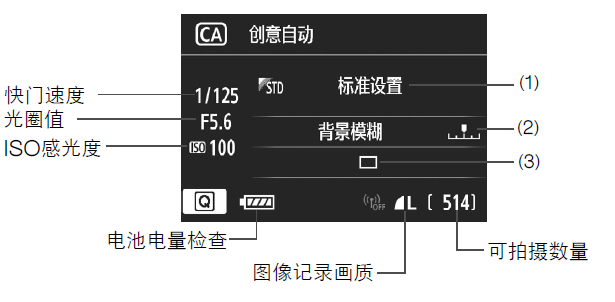 CA 创意自动
快门速度 1/125 STD 标准设置 (1)
光圈值 F5.6 背景模糊 (2)
ISO感光度 ISO 100 (3)
Q OFF L [ 514]
电池电量检查 可拍摄数量
图像记录画质